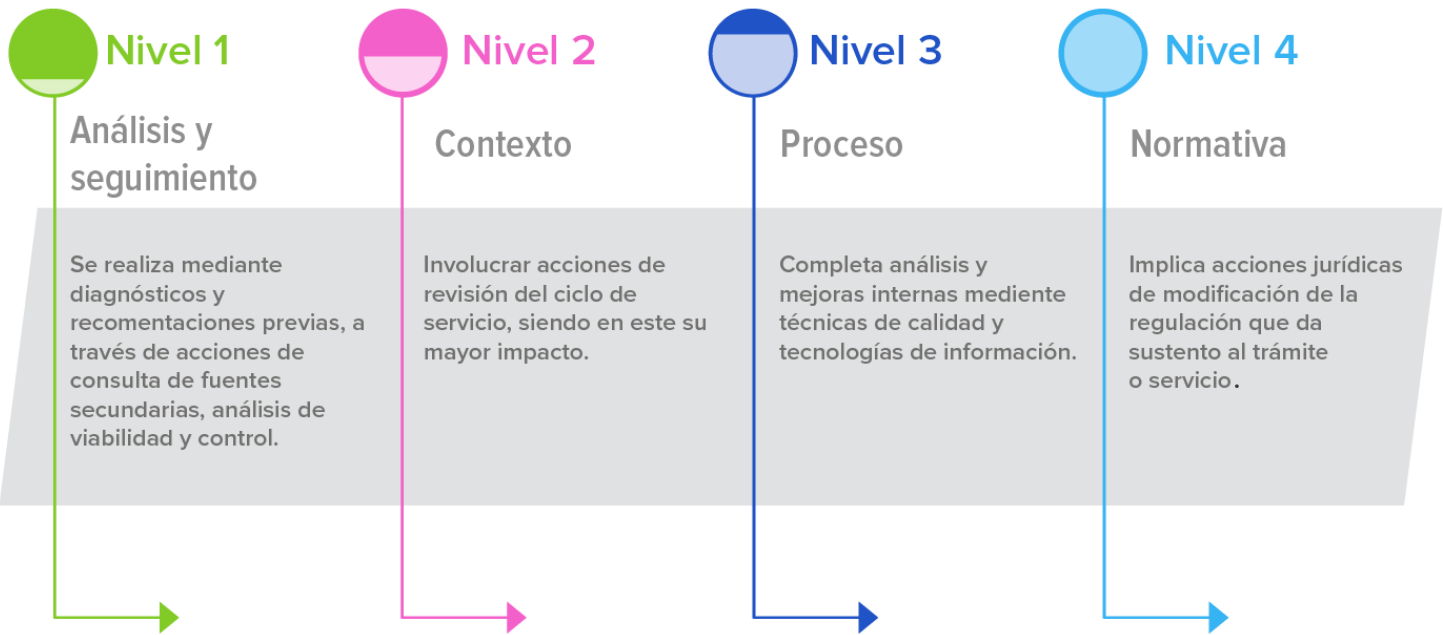 Nivel 1
Análisis y
seguimiento
Se realiza mediante
diagnósticos y
recomentaciones previas, a
través de acciones de
consulta de fuentes
secundarias, análisis de
viabilidad y control.
Nivel 2
Contexto
Involucrar acciones de
revisión del ciclo de
servicio, siendo en este su
mayor impacto.
Nivel 3
Proceso
Completa análisis y
mejoras internas mediente
técnicas de calidad y
tecnologías de información.
Nivel 4
Normativa
Implica acciones jurídicas
de modificación de la
regulación que da
sustento al trámite
o servicio.